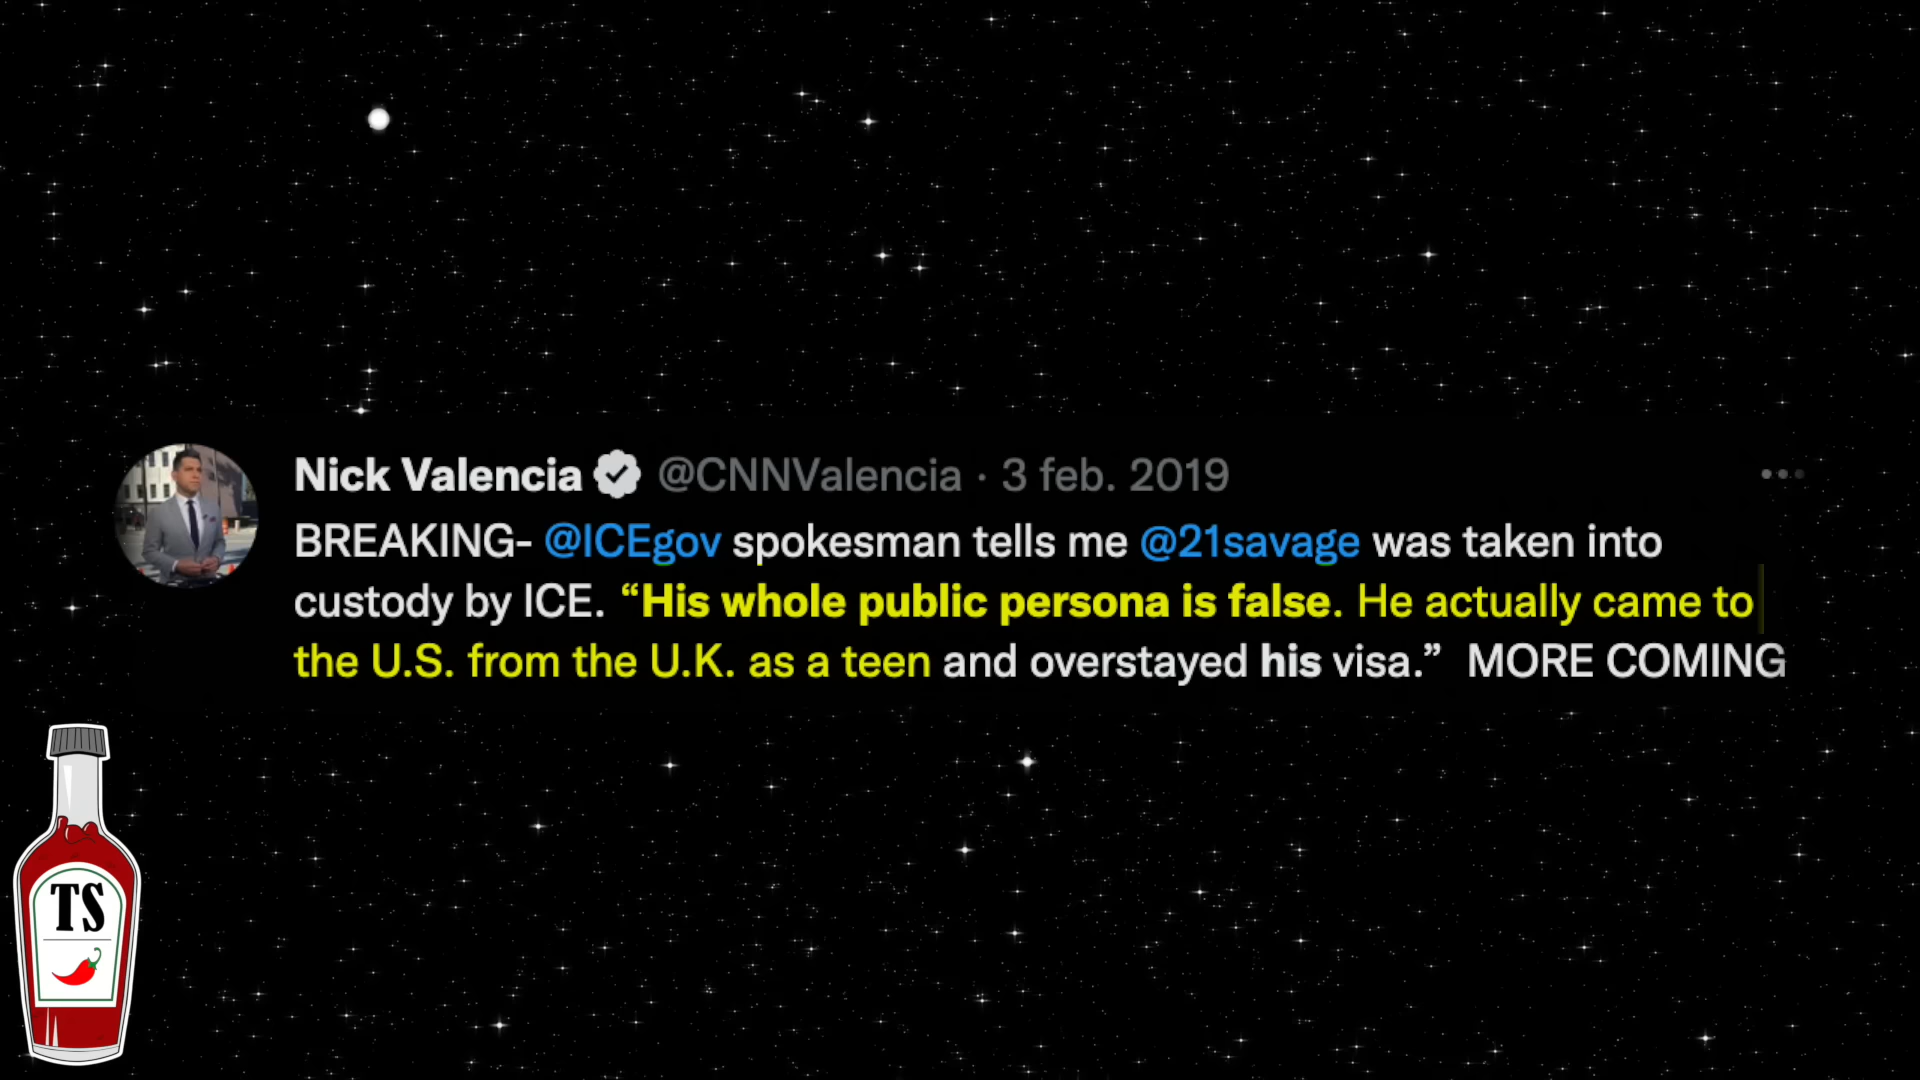 Nick Valencia @CNNValencia · 3 feb. 2019
BREAKING- @ICEgov spokesman tells me @21savage was taken into
custody by ICE. “His whole public persona is false. He actually came to
the U.S. from the U.K. as a teen and overstayed his visa.” MORE COMING
TS